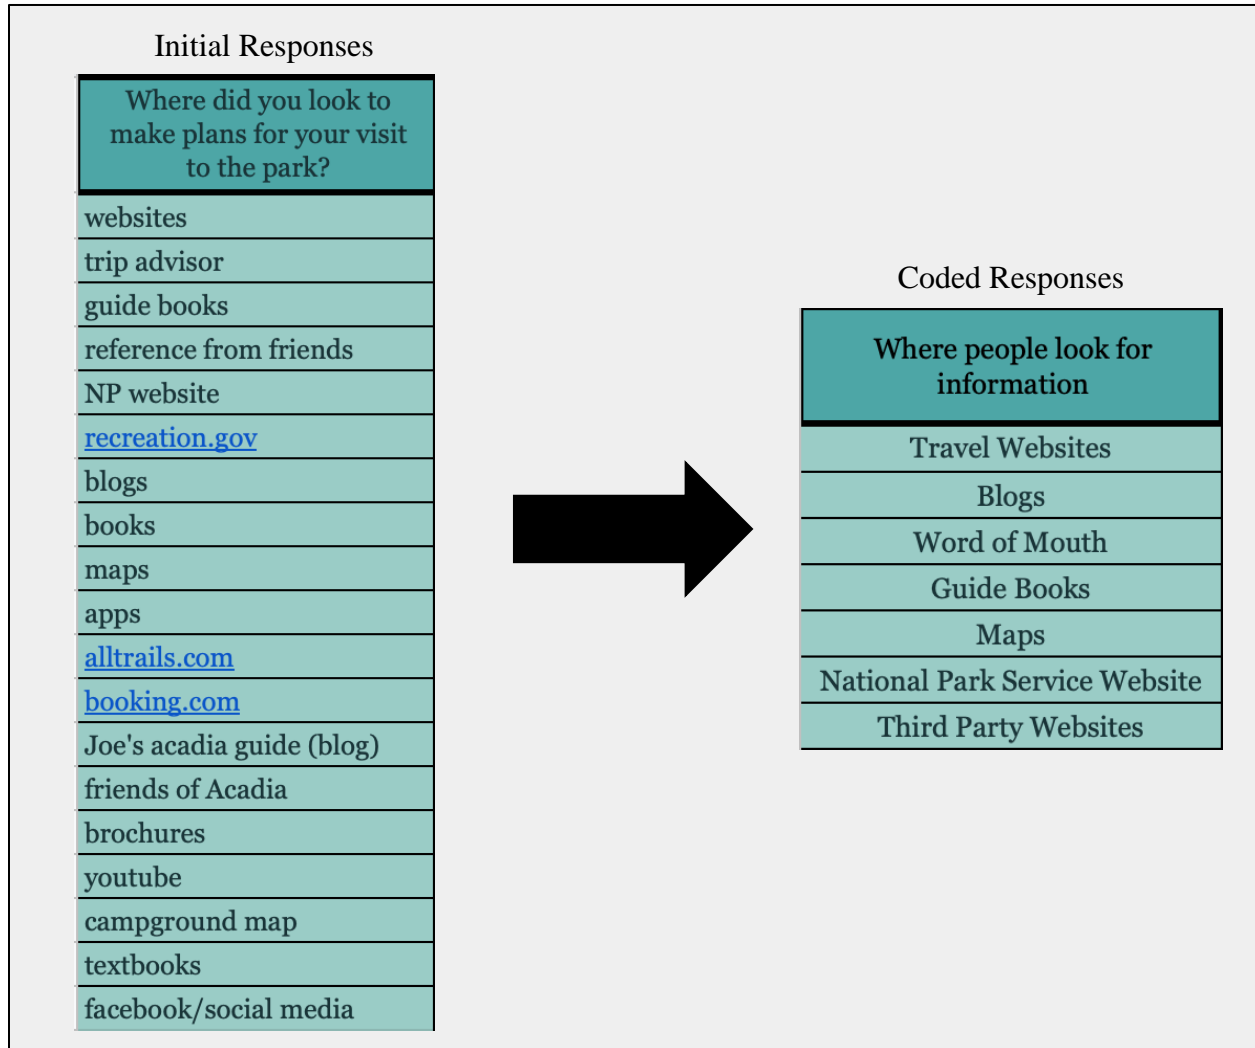 Initial Responses
Where did you look to
make plans for your visit
to the park?
websites
trip advisor
guide books
reference from friends
NP website
recreation.gov
blogs
books
maps
apps
alltrails.com
booking.com
Joe's acadia guide (blog)
friends of Acadia
brochures
youtube
campground map
textbooks
facebook/social media
Coded Responses
Where people look for
information
Travel Websites
Blogs
Word of Mouth
Guide Books
Maps
National Park Service Website
Third Party Websites